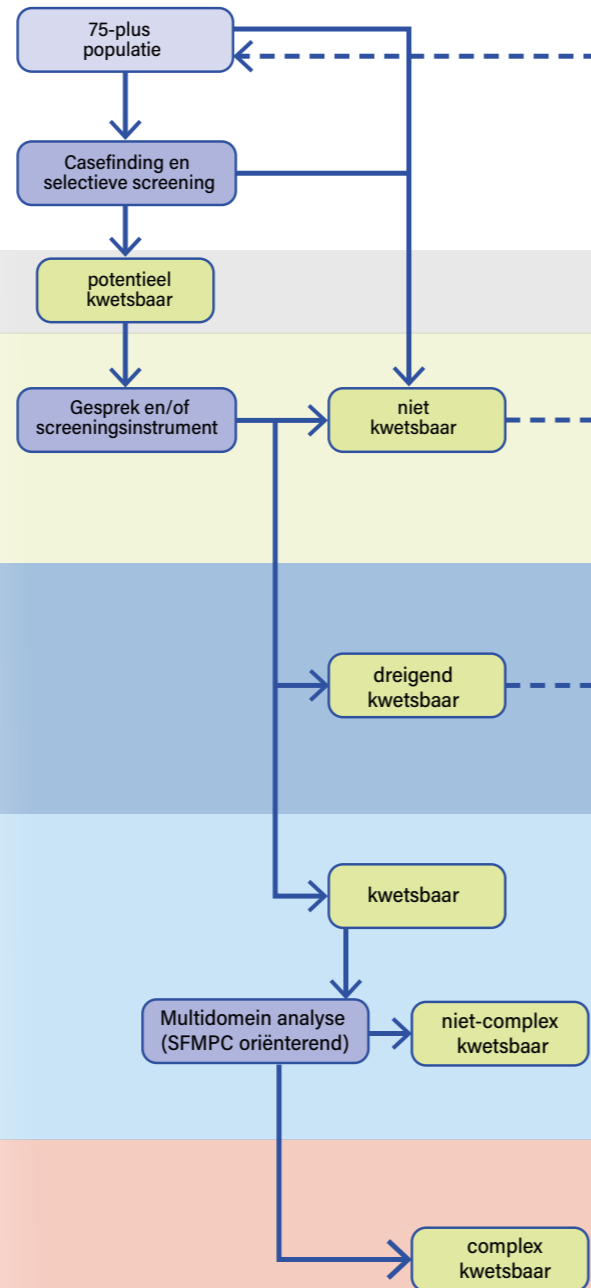 75-plus
populatie
Casefinding en
selectieve screening
potentieel
kwetsbaar
Gesprek en/of
screeningsinstrument
niet
kwetsbaar
dreigend
kwetsbaar
kwetsbaar
Multidomein analyse
(SFMPC oriënterend)
niet-complex
kwetsbaar
complex
kwetsbaar